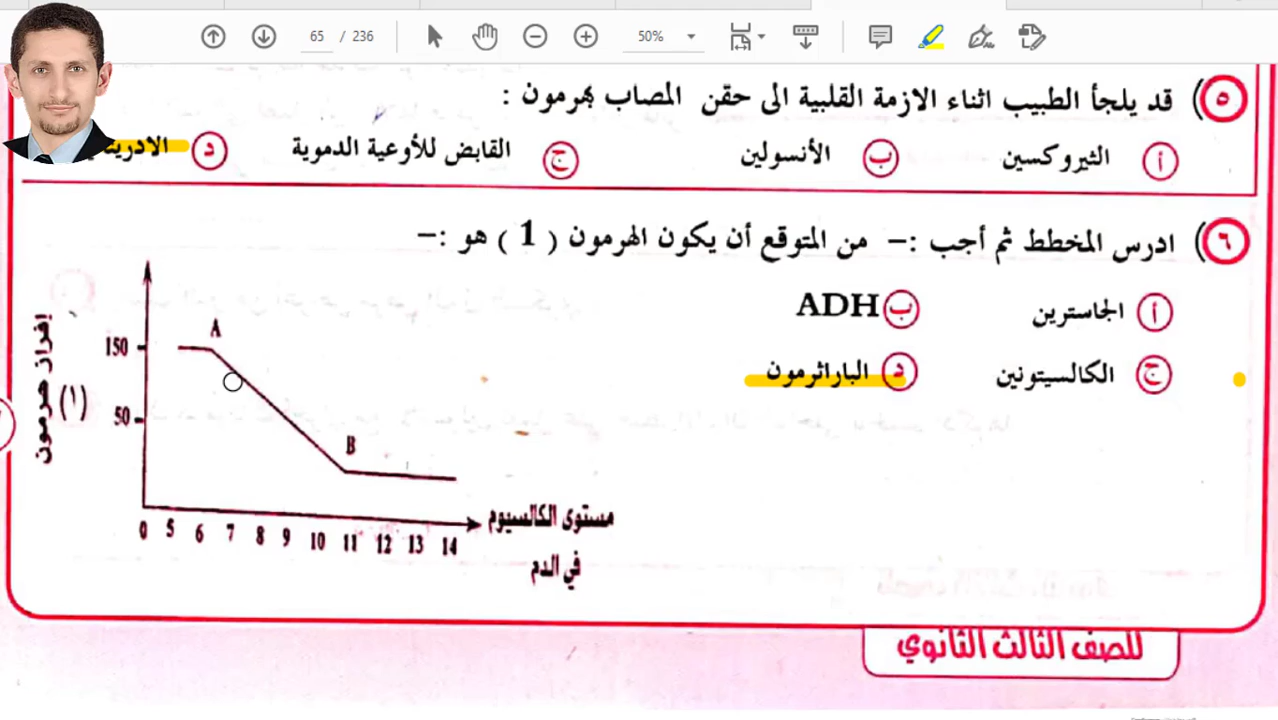 65 / 236
50%
٥) قد يلجأ الطبيب اثناء الازمة القلبية الى حقن المصاب بهرمون :
أ الثيروكسين ب الأنسولين ج القابض للأوعية الدموية د
٦) ادرس المخطط ثم أجب :- من المتوقع أن يكون الهرمون ( 1 ) هو :-
أ الجاسترين ب ADH
ج الكالسيتونين د الباراثرمون
إفراز هرمون (١)
A
150
50
B
0 5 6 7 8 9 10 11 12 13 14
مستوى الكالسيوم
في الدم
للصف الثالث الثانوي